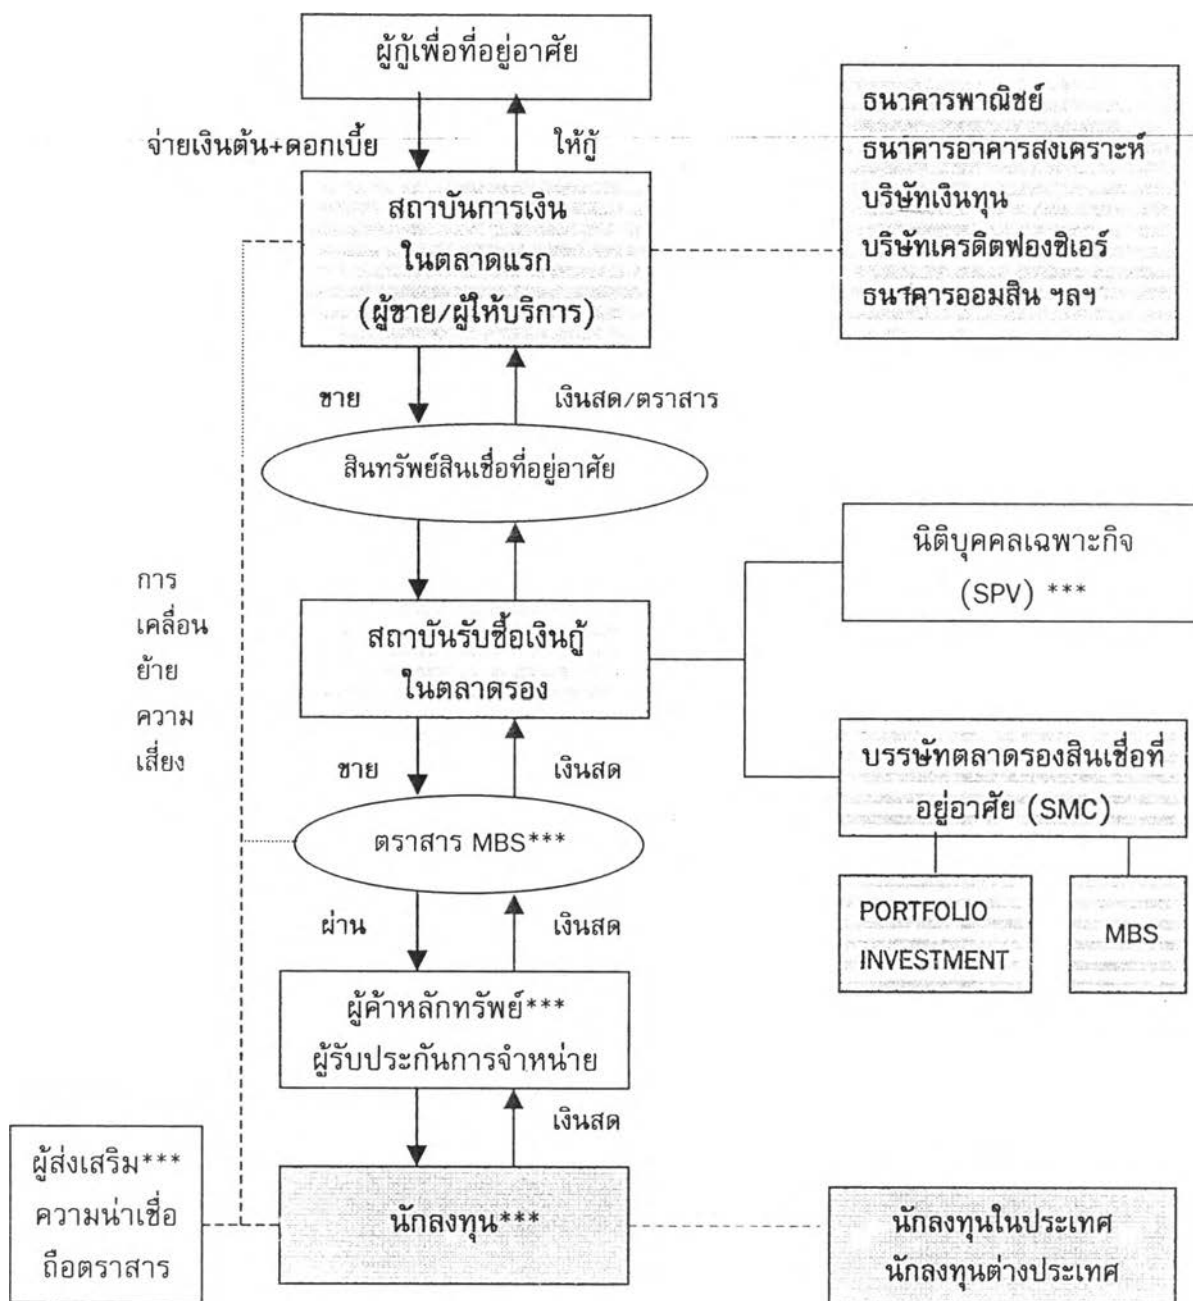 ผู้กู้เพื่อที่อยู่อาศัย
จ่ายเงินต้น+ดอกเบี้ย
ให้กู้
สถาบันการเงิน
ในตลาดแรก
(ผู้ขาย/ผู้ให้บริการ)
ธนาคารพาณิชย์
ธนาคารอาคารสงเคราะห์
บริษัทเงินทุน
บริษัทเครดิตฟองซิเอร์
ธนาคารออมสิน ฯลฯ
ขาย
เงินสด/ตราสาร
สินทรัพย์สินเชื่อที่อยู่อาศัย
การ
เคลื่อน
ย้าย
ความ
เสี่ยง
สถาบันรับซื้อเงินกู้
ในตลาดรอง
นิติบุคคลเฉพาะกิจ
(SPV) ***
บรรษัทตลาดรองสินเชื่อที่
อยู่อาศัย (SMC)
PORTFOLIO
INVESTMENT
MBS
ขาย
เงินสด
ตราสาร MBS***
ผ่าน
เงินสด
ผู้ค้าหลักทรัพย์***
ผู้รับประกันการจำหน่าย
เงินสด
ผู้ส่งเสริม***
ความน่าเชื่อ
ถือตราสาร
นักลงทุน***
นักลงทุนในประเทศ
นักลงทุนต่างประเทศ